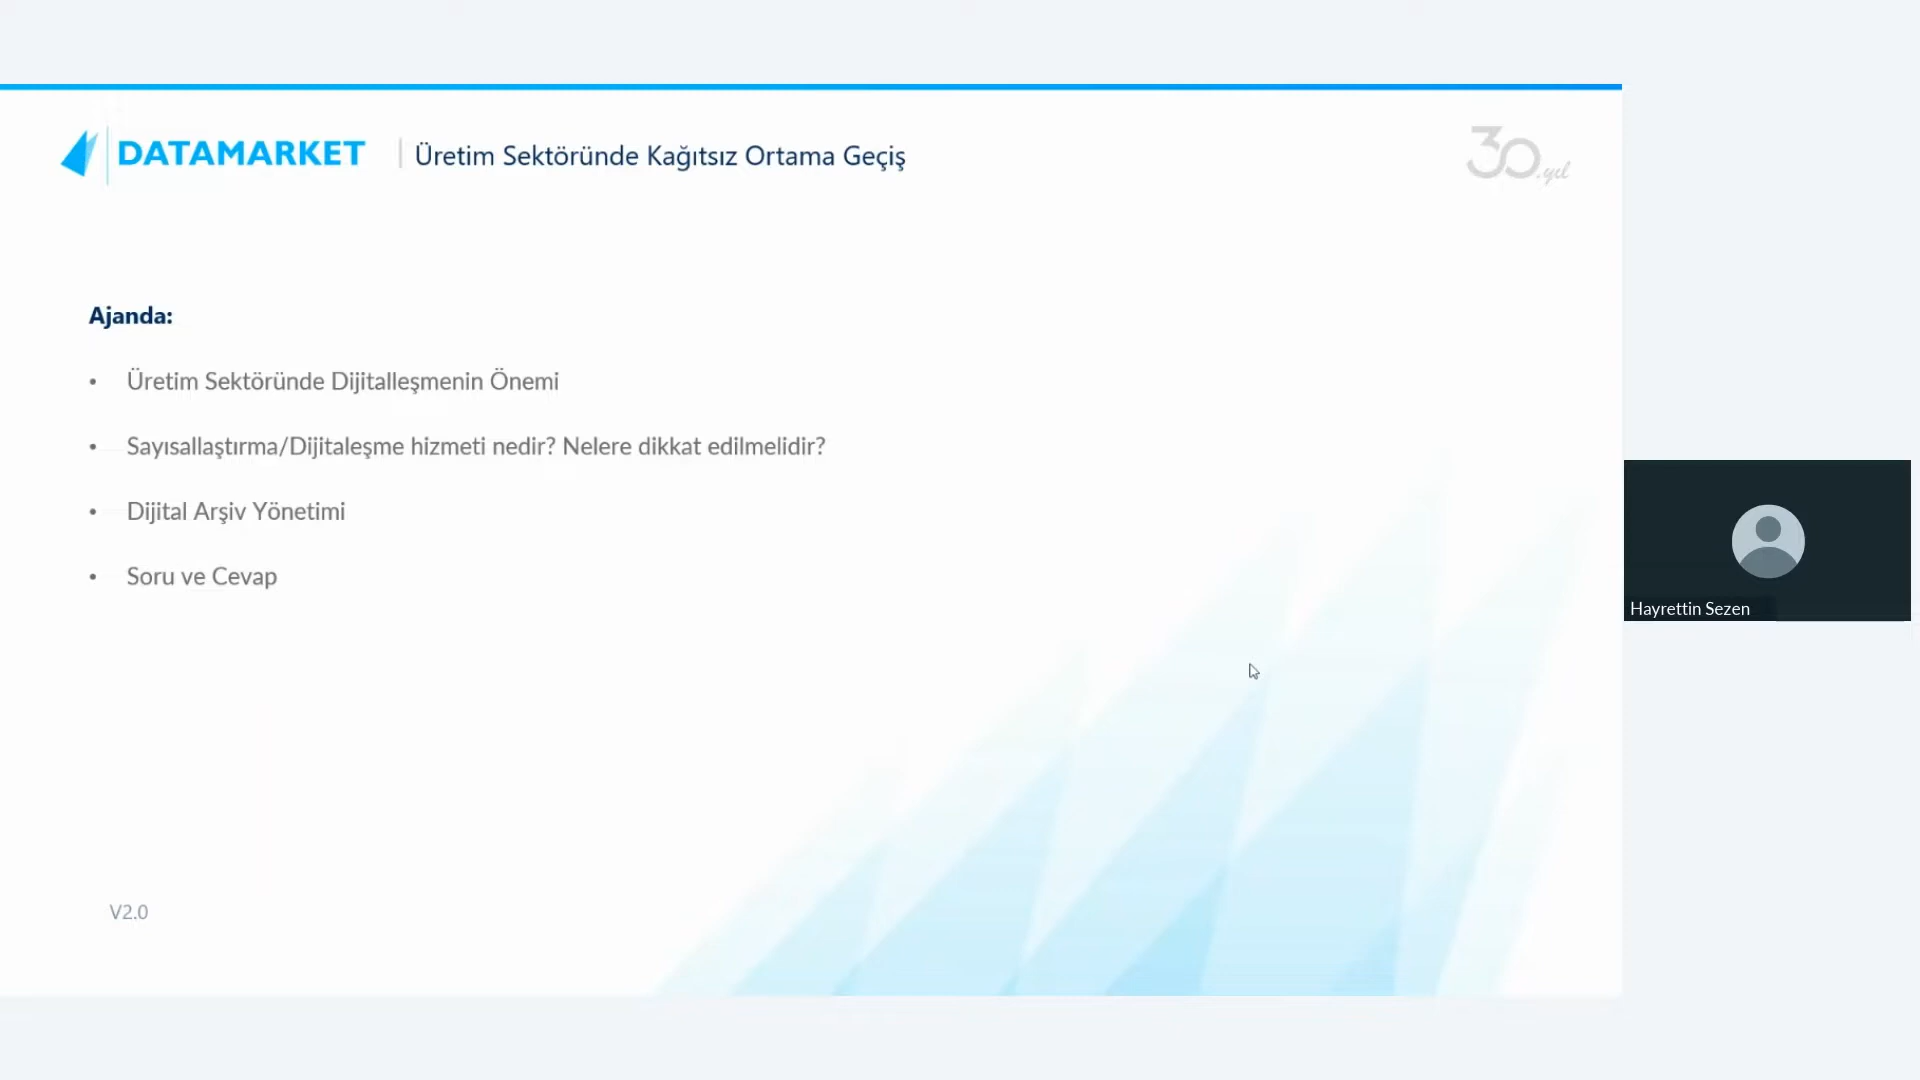 DATAMARKET
Üretim Sektöründe Kağıtsız Ortama Geçiş
30.yıl
Ajanda:
• Üretim Sektöründe Dijitalleşmenin Önemi
• Sayısallaştırma/Dijitaleşme hizmeti nedir? Nelere dikkat edilmelidir?
• Dijital Arşiv Yönetimi
• Soru ve Cevap
Hayrettin Sezen
V2.0